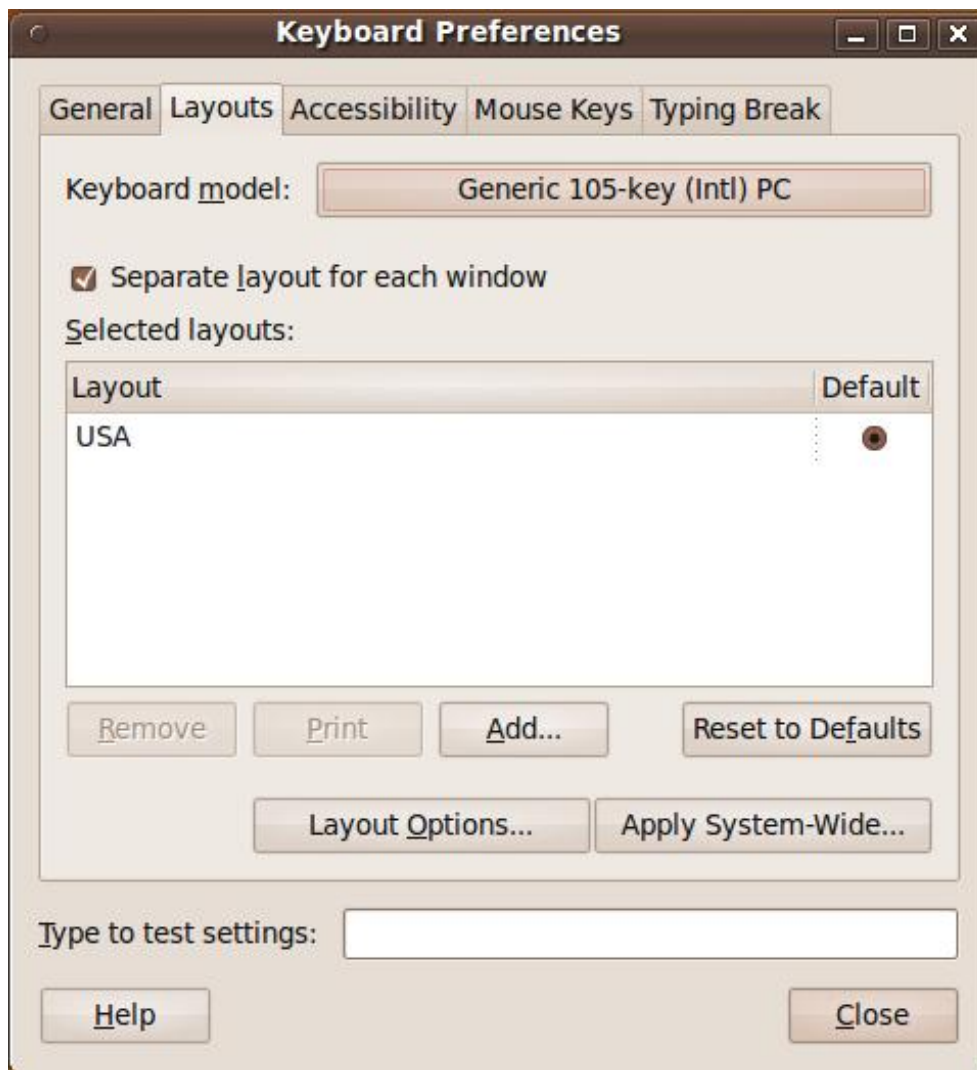 Keyboard Preferences
General Layouts Accessibility Mouse Keys Typing Break
Keyboard model: Generic 105-key (Intl) PC
Separate layout for each window
Selected layouts:
Layout Default
USA
Remove Print Add... Reset to Defaults
Layout Options... Apply System-Wide...
Type to test settings:
Help Close